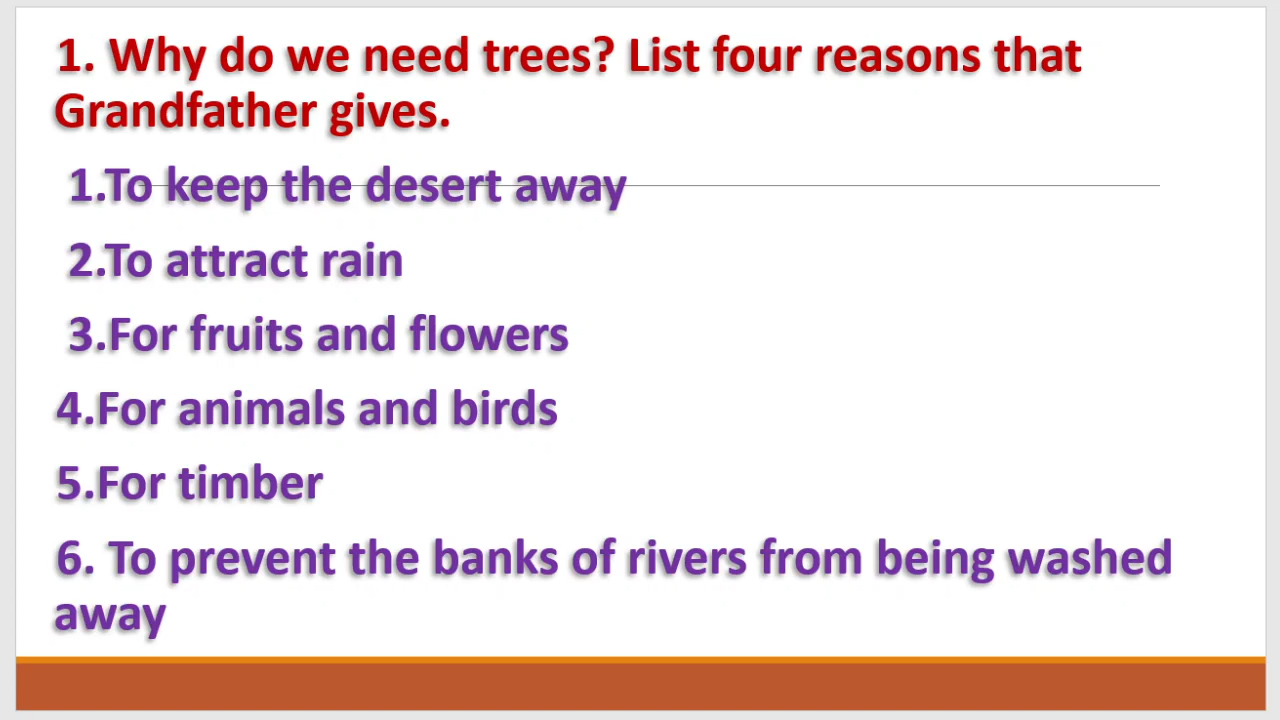 1. Why do we need trees? List four reasons that
Grandfather gives.
1.To keep the desert away
2.To attract rain
3.For fruits and flowers
4.For animals and birds
5.For timber
6. To prevent the banks of rivers from being washed
away